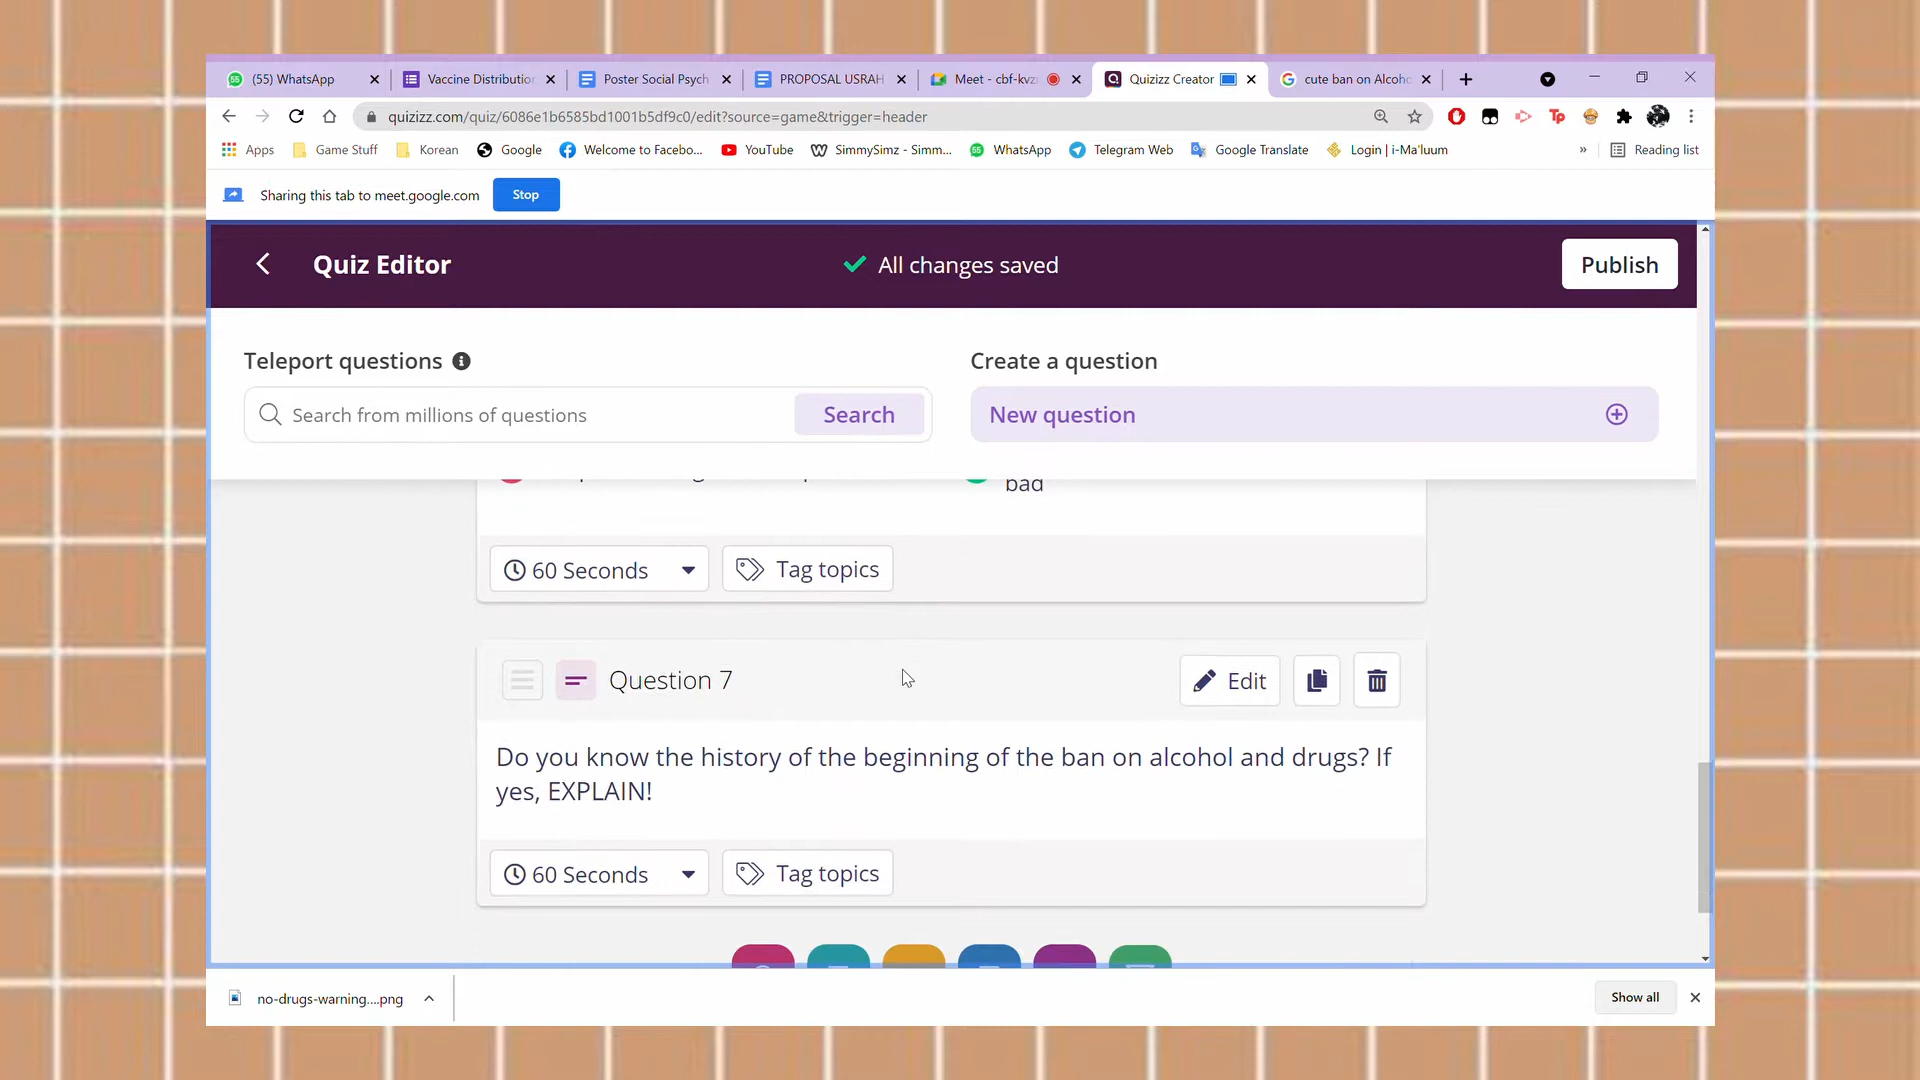 (55) WhatsApp
Vaccine Distributio
Poster Social Psych
PROPOSAL USRAH
Meet - cbf-kvz
Quizizz Creator
cute ban on Alcoho
quizizz.com/quiz/6086e1b6585bd1001b5df9c0/edit?source=game&trigger=header
Apps
Game Stuff
Korean
Google
Welcome to Facebo...
YouTube
SimmySimz - Simm...
WhatsApp
Telegram Web
Google Translate
Login | i-Ma'luum
»
Reading list
Sharing this tab to meet.google.com
Stop
Quiz Editor
All changes saved
Publish
Teleport questions
Create a question
Search from millions of questions
Search
New question
bad
60 Seconds
Tag topics
Question 7
Edit
Do you know the history of the beginning of the ban on alcohol and drugs? If
yes, EXPLAIN!
60 Seconds
Tag topics
no-drugs-warning....png
Show all